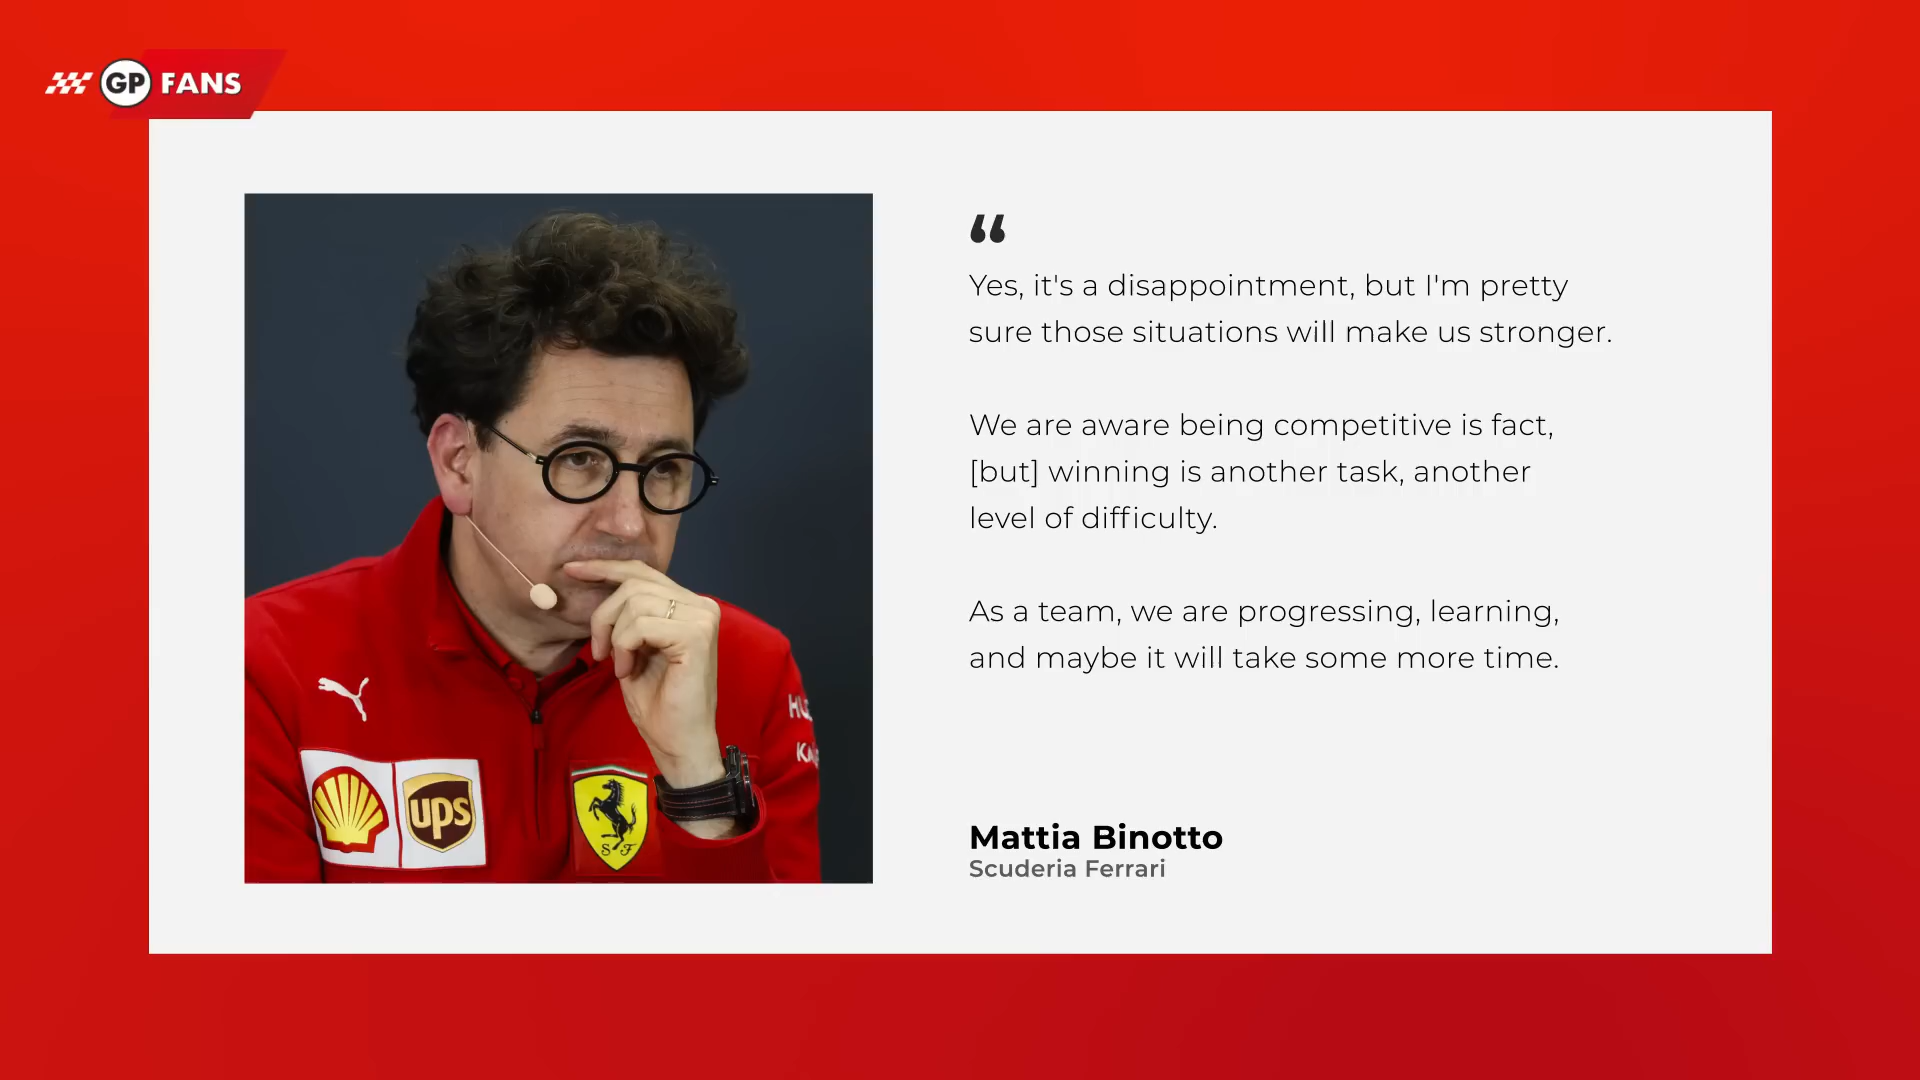 GP FANS
“
Yes, it's a disappointment, but I'm pretty
sure those situations will make us stronger.
We are aware being competitive is fact,
[but] winning is another task, another
level of difficulty.
As a team, we are progressing, learning,
and maybe it will take some more time.
Mattia Binotto
Scuderia Ferrari
ups
S F